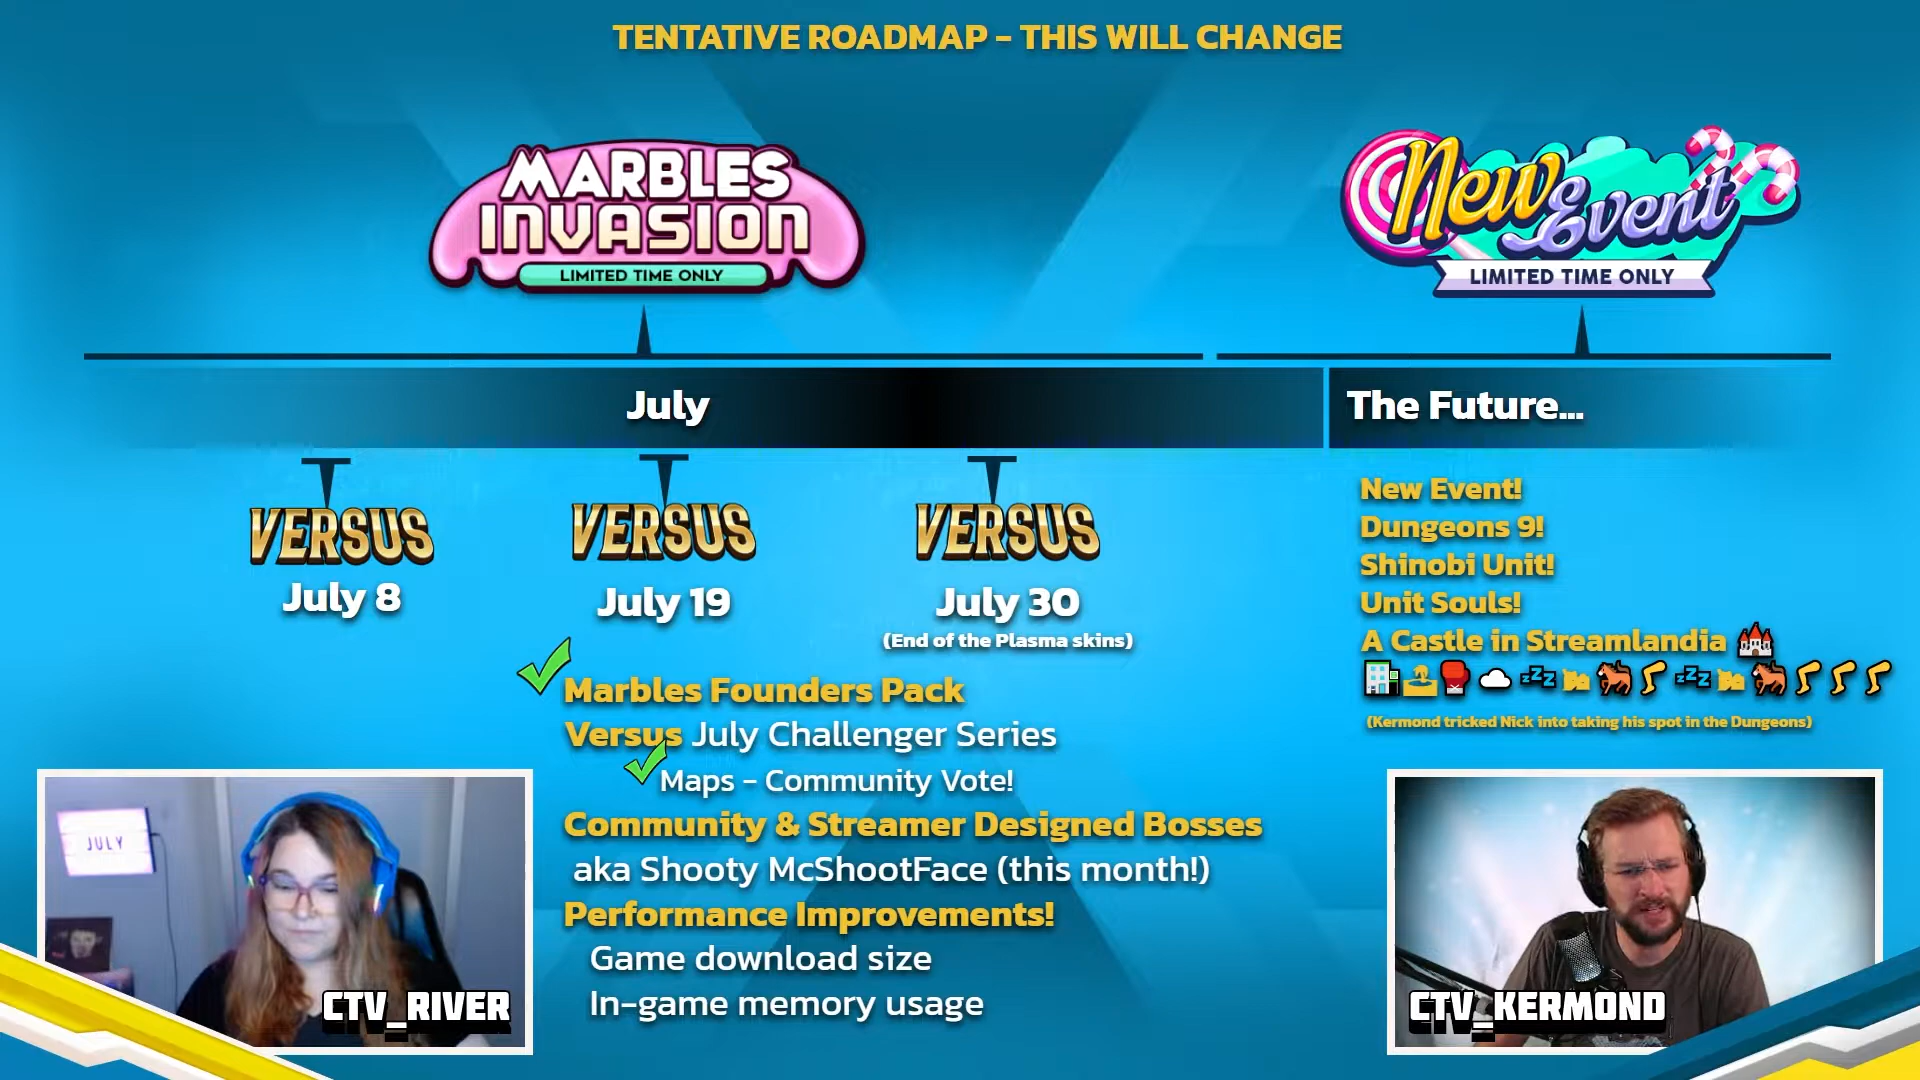 TENTATIVE ROADMAP - THIS WILL CHANGE
MARBLES
INVASION
LIMITED TIME ONLY
New Event
LIMITED TIME ONLY
July
The Future...
VERSUS
July 8
VERSUS
July 19
VERSUS
July 30
(End of the Plasma skins)
Marbles Founders Pack
Versus July Challenger Series
Maps - Community Vote!
Community & Streamer Designed Bosses
aka Shooty McShootFace (this month!)
Performance Improvements!
Game download size
In-game memory usage
New Event!
Dungeons 9!
Shinobi Unit!
Unit Souls!
A Castle in Streamlandia 🏰
(Kermond tricked Nick into taking his spot in the Dungeons)
JULY
CTV_RIVER
CTV_KERMOND